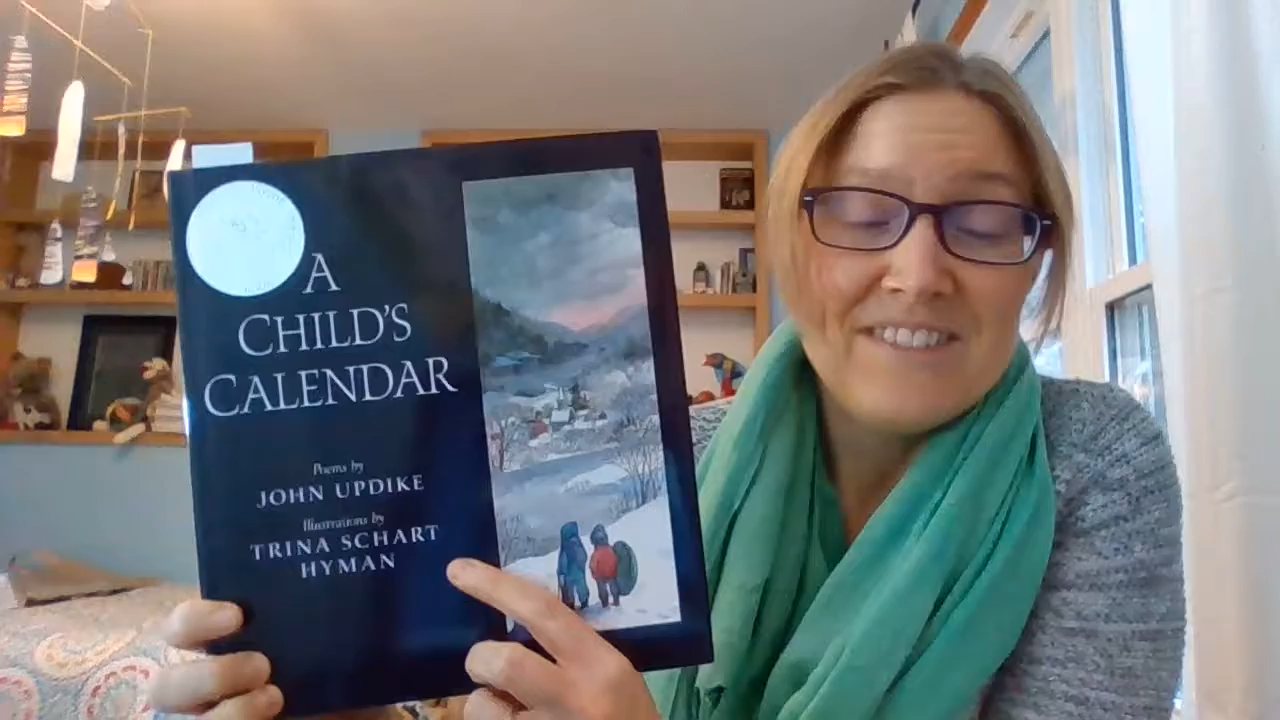 A
CHILD'S
CALENDAR
Poems by
JOHN UPDIKE
Illustrations by
TRINA SCHART
HYMAN